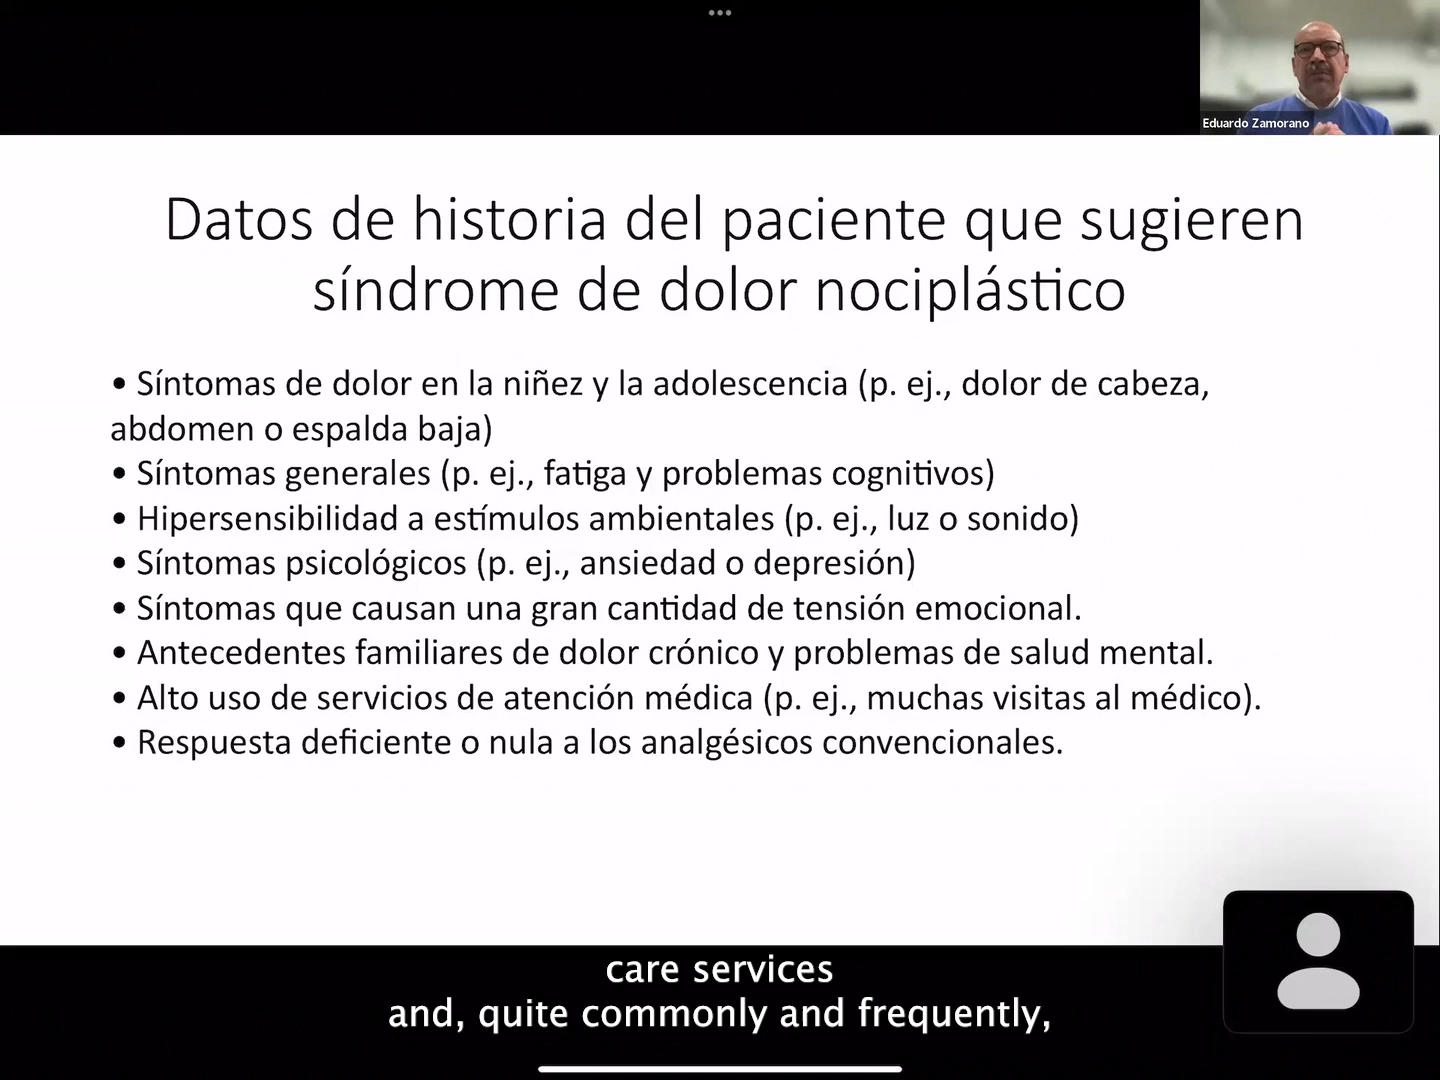 Eduardo Zamorano
Datos de historia del paciente que sugieren
síndrome de dolor nociplástico
• Síntomas de dolor en la niñez y la adolescencia (p. ej., dolor de cabeza,
abdomen o espalda baja)
• Síntomas generales (p. ej., fatiga y problemas cognitivos)
• Hipersensibilidad a estímulos ambientales (p. ej., luz o sonido)
• Síntomas psicológicos (p. ej., ansiedad o depresión)
• Síntomas que causan una gran cantidad de tensión emocional.
• Antecedentes familiares de dolor crónico y problemas de salud mental.
• Alto uso de servicios de atención médica (p. ej., muchas visitas al médico).
• Respuesta deficiente o nula a los analgésicos convencionales.
care services
and, quite commonly and frequently,